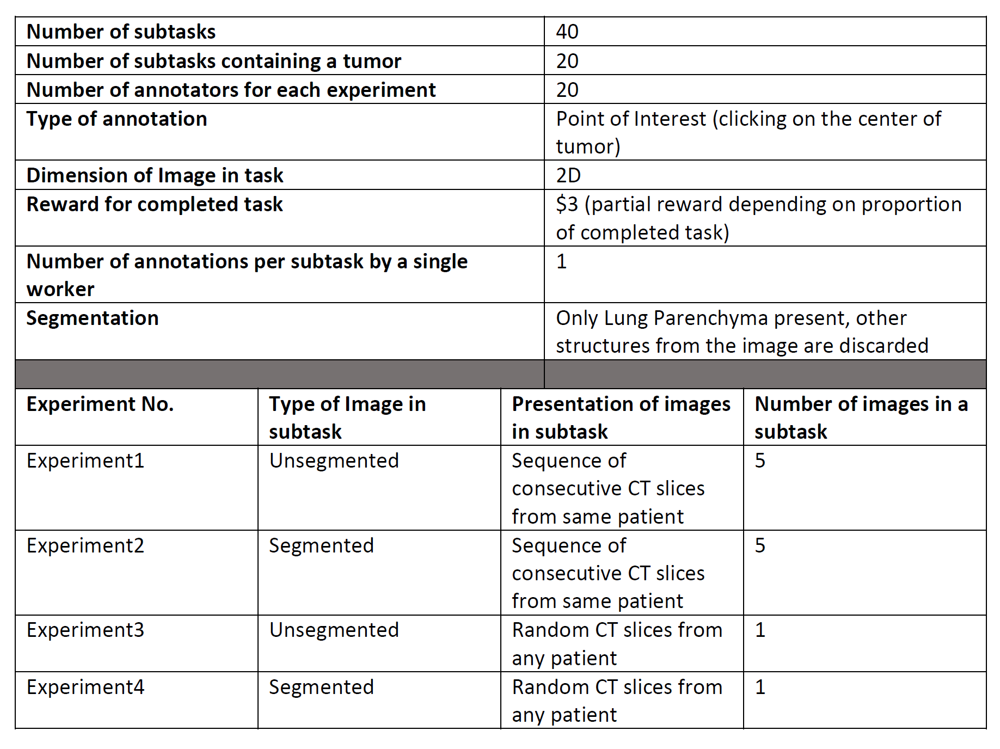 Number of subtasks
40
Number of subtasks containing a tumor
20
Number of annotators for each experiment
20
Type of annotation
Point of Interest (clicking on the center of
tumor)
Dimension of Image in task
2D
Reward for completed task
$3 (partial reward depending on proportion
of completed task)
Number of annotations per subtask by a single
worker
1
Segmentation
Only Lung Parenchyma present, other
structures from the image are discarded
Experiment No.
Type of Image in
subtask
Presentation of images
in subtask
Number of images in a
subtask
Experiment1
Unsegmented
Sequence of
consecutive CT slices
from same patient
5
Experiment2
Segmented
Sequence of
consecutive CT slices
from same patient
5
Experiment3
Unsegmented
Random CT slices from
any patient
1
Experiment4
Segmented
Random CT slices from
any patient
1